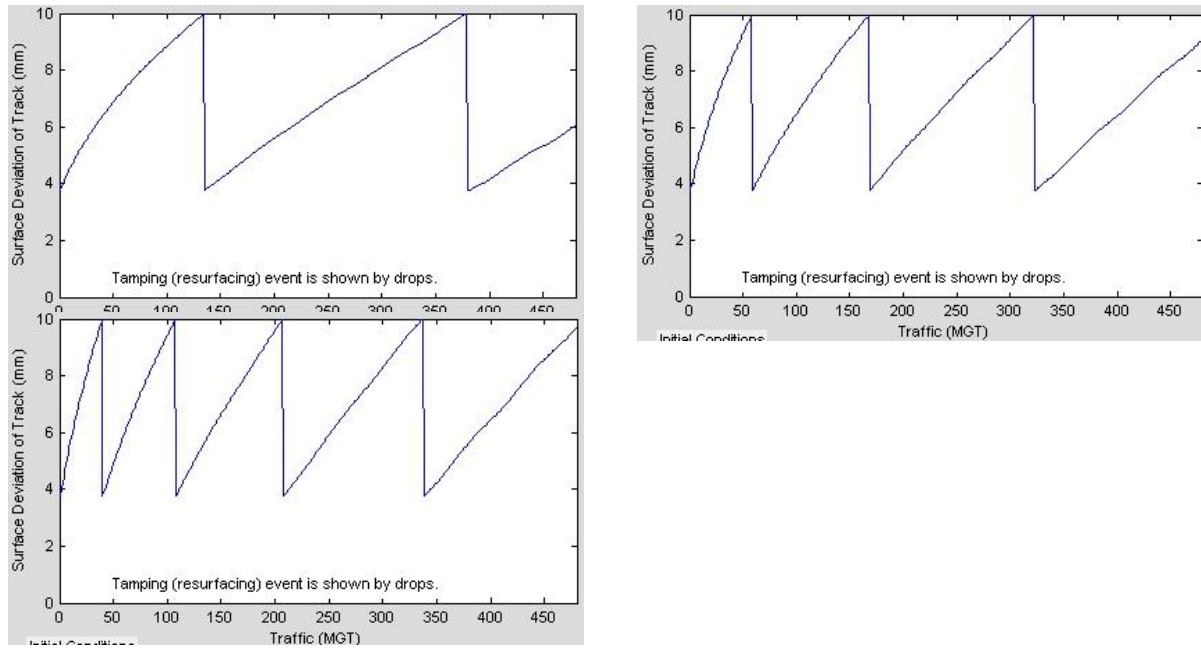 Surface Deviation of Track (mm)
10
8
6
4
2
0
Tamping (resurfacing) event is shown by drops.
0 50 100 150 200 250 300 350 400 450
Surface Deviation of Track (mm)
10
8
6
4
2
0
Tamping (resurfacing) event is shown by drops.
0 50 100 150 200 250 300 350 400 450
Traffic (MGT)
Initial Conditions
Surface Deviation of Track (mm)
10
8
6
4
2
0
Tamping (resurfacing) event is shown by drops.
0 50 100 150 200 250 300 350 400 450
Traffic (MGT)
Initial Conditions